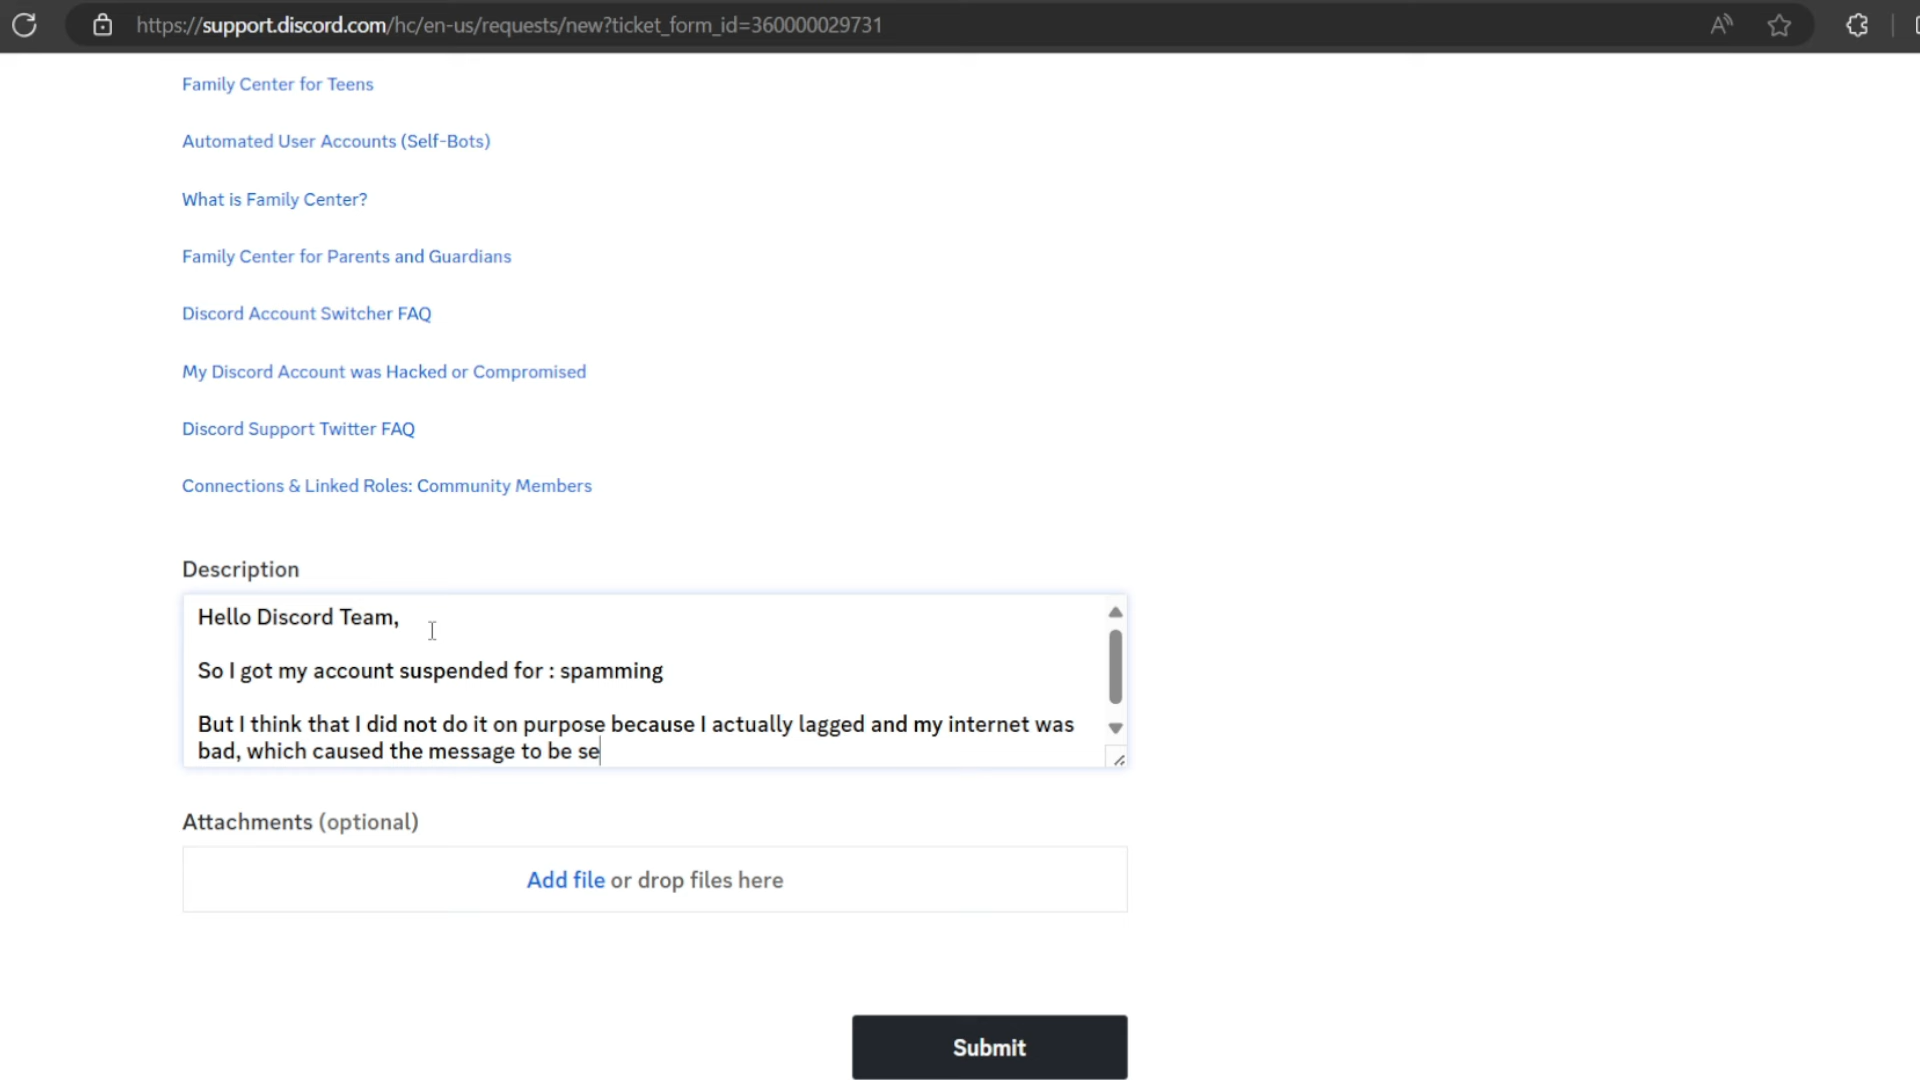 https://support.discord.com/hc/en-us/requests/new?ticket_form_id=360000029731
Family Center for Teens
Automated User Accounts (Self-Bots)
What is Family Center?
Family Center for Parents and Guardians
Discord Account Switcher FAQ
My Discord Account was Hacked or Compromised
Discord Support Twitter FAQ
Connections & Linked Roles: Community Members
Description
Hello Discord Team,
So I got my account suspended for : spamming
But I think that I did not do it on purpose because I actually lagged and my internet was
bad, which caused the message to be se
Attachments (optional)
Add file or drop files here
Submit